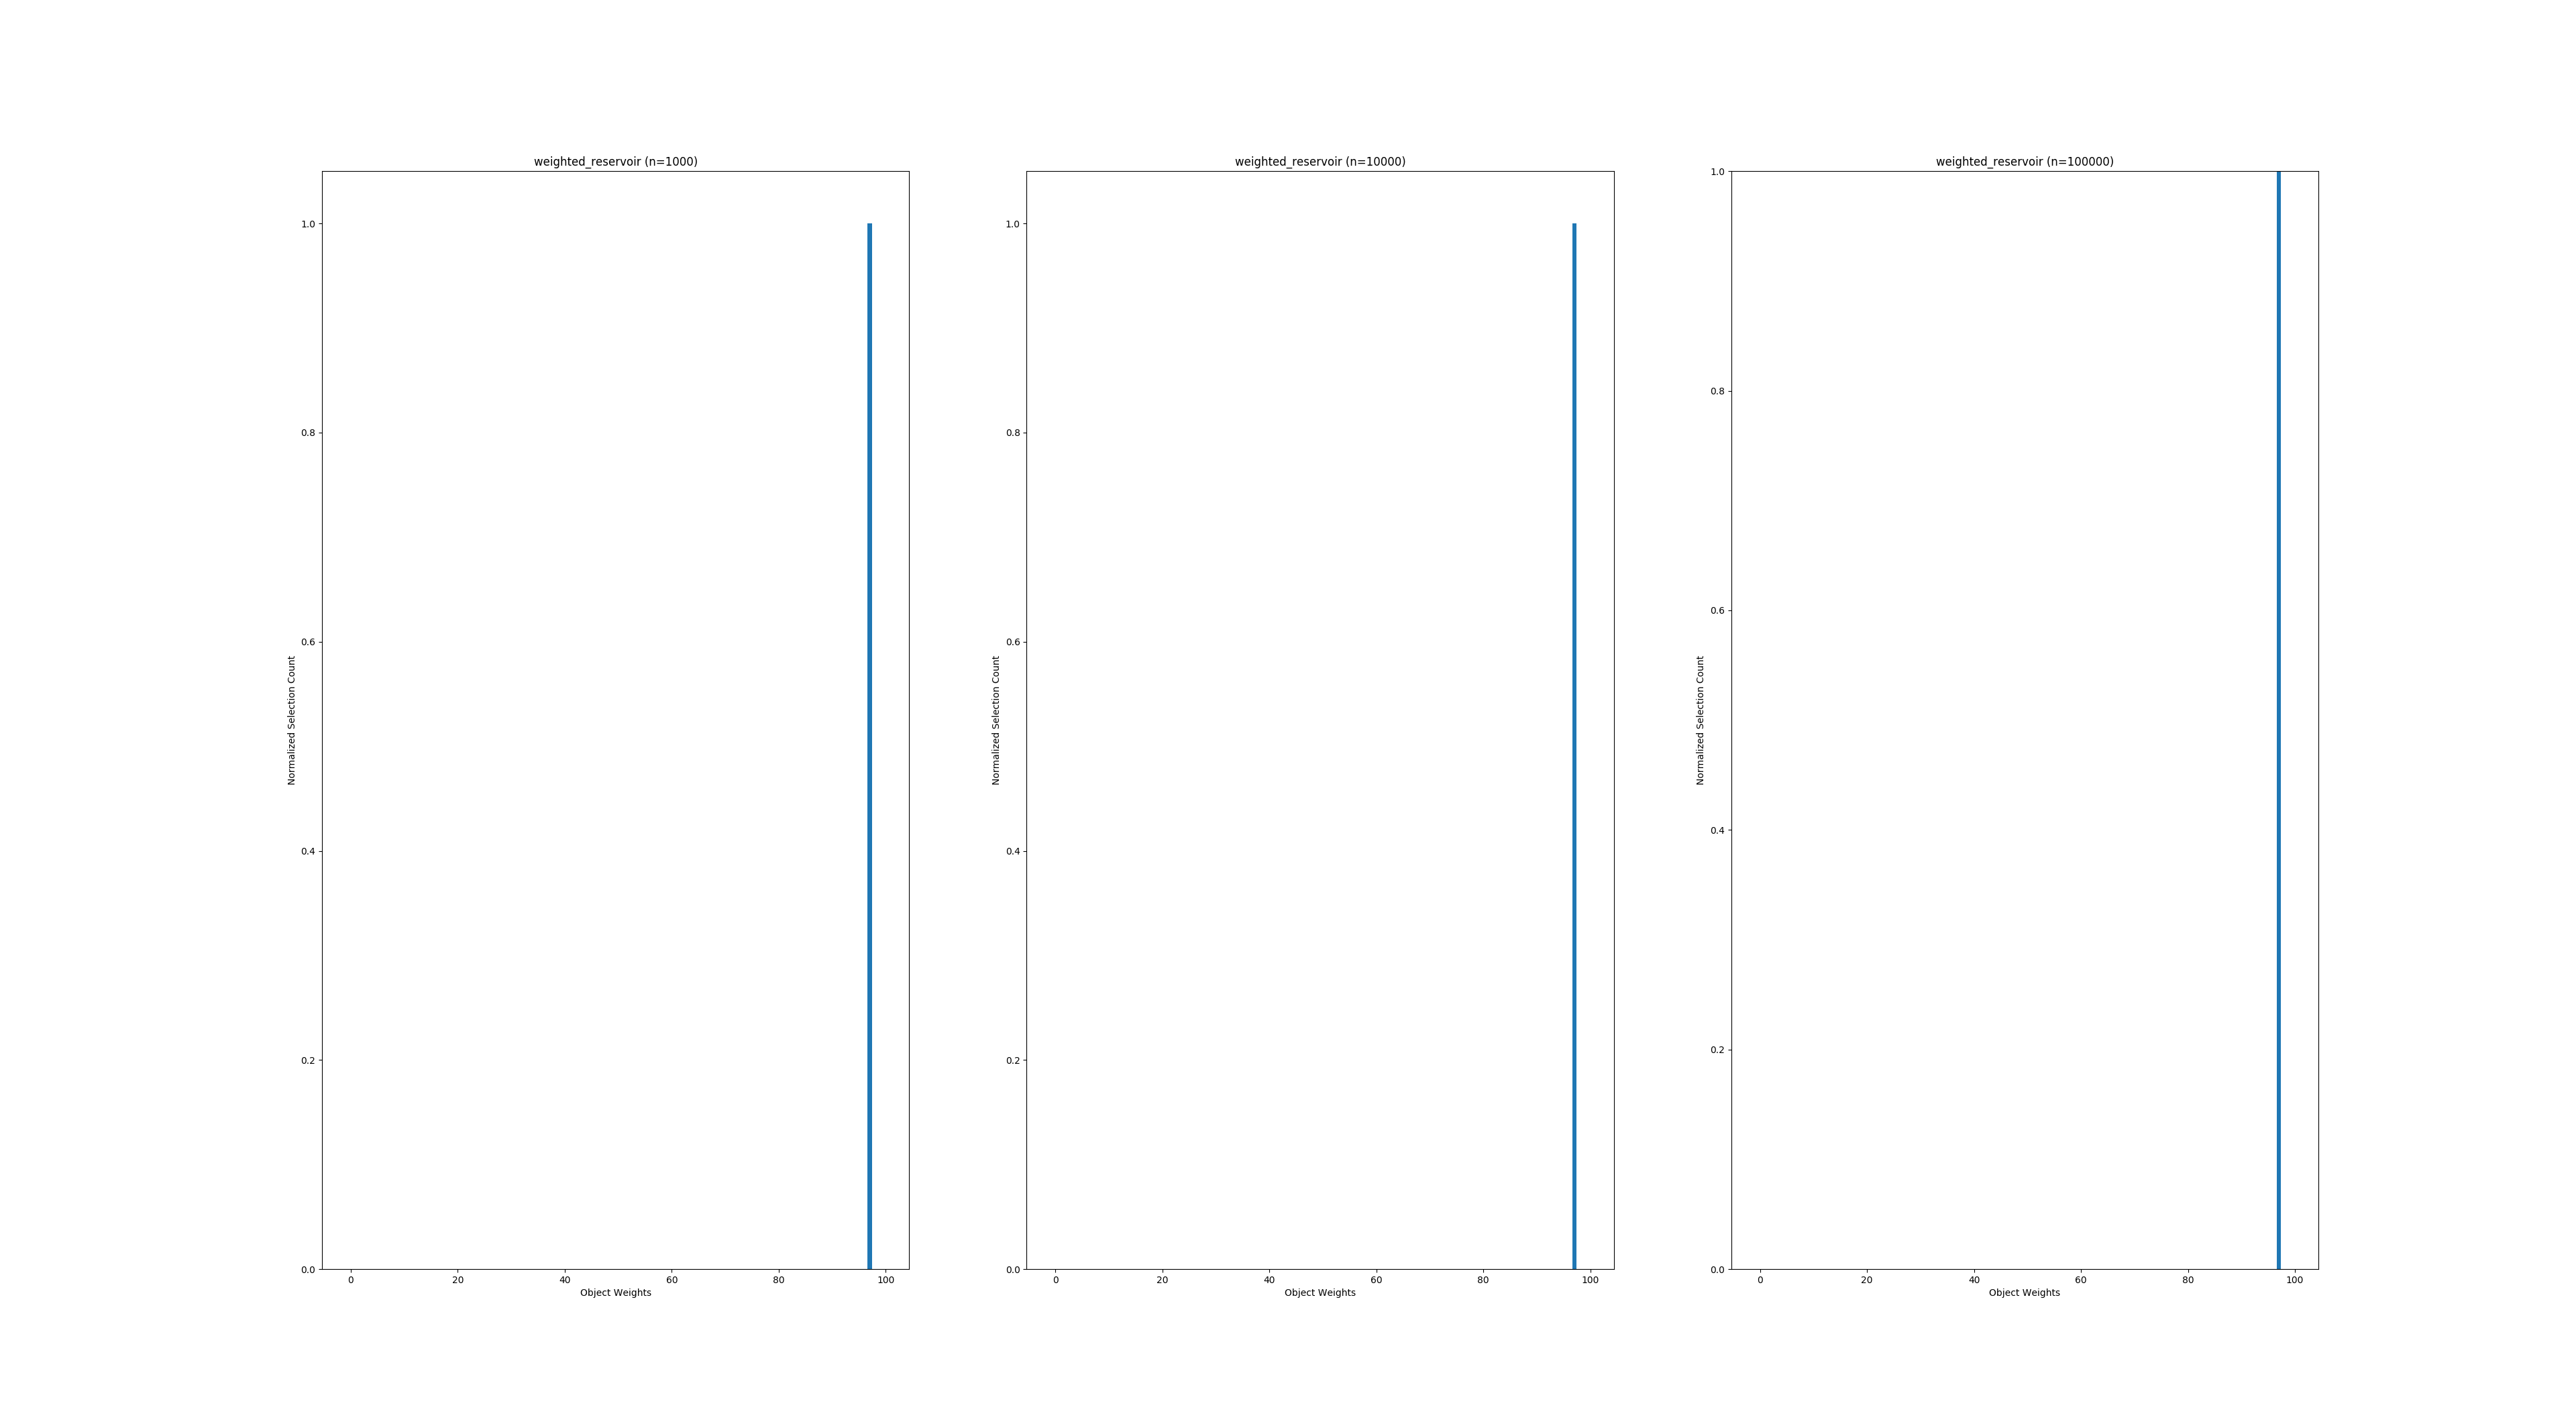 weighted_reservoir (n=1000)
1.0
0.8
0.6
0.4
0.2
0.0
Normalized Selection Count
0 20 40 60 80 100
Object Weights
weighted_reservoir (n=10000)
1.0
0.8
0.6
0.4
0.2
0.0
Normalized Selection Count
0 20 40 60 80 100
Object Weights
weighted_reservoir (n=100000)
1.0
0.8
0.6
0.4
0.2
0.0
Normalized Selection Count
0 20 40 60 80 100
Object Weights